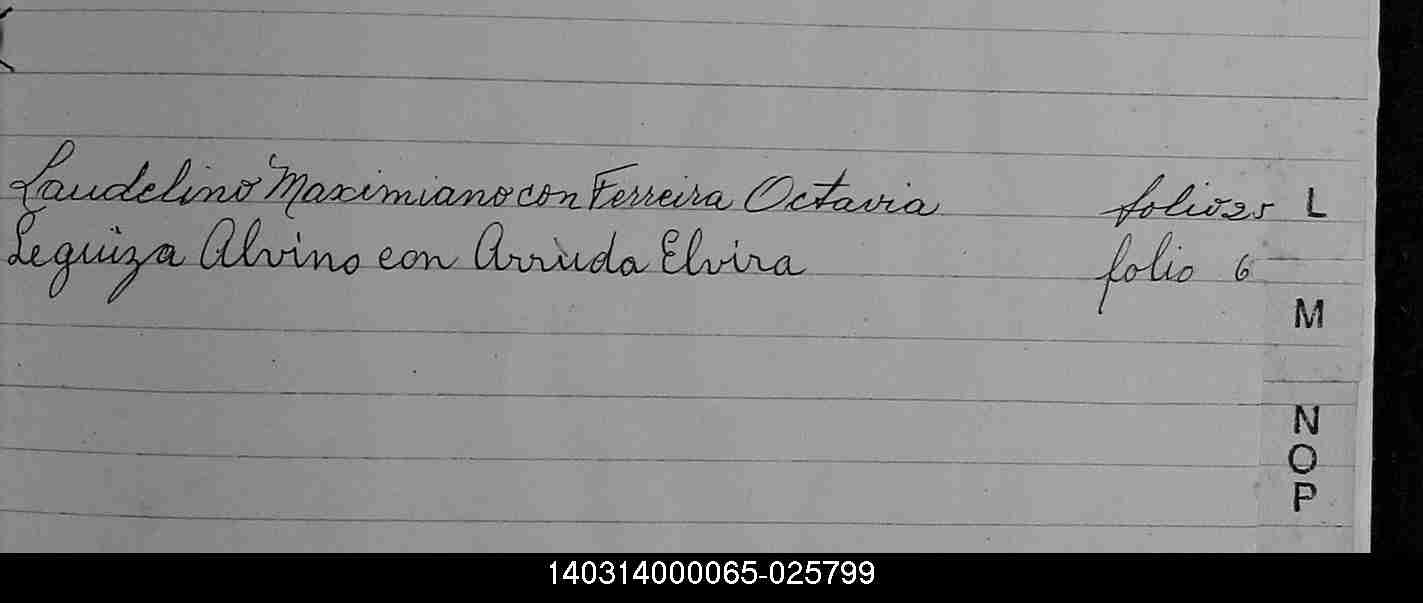 Laudelino Maximiano con Ferreira Octavia folio 25 L
Leguiza Alvino con Arruda Elvira folio 6
M
N
O
P
140314000065-025799